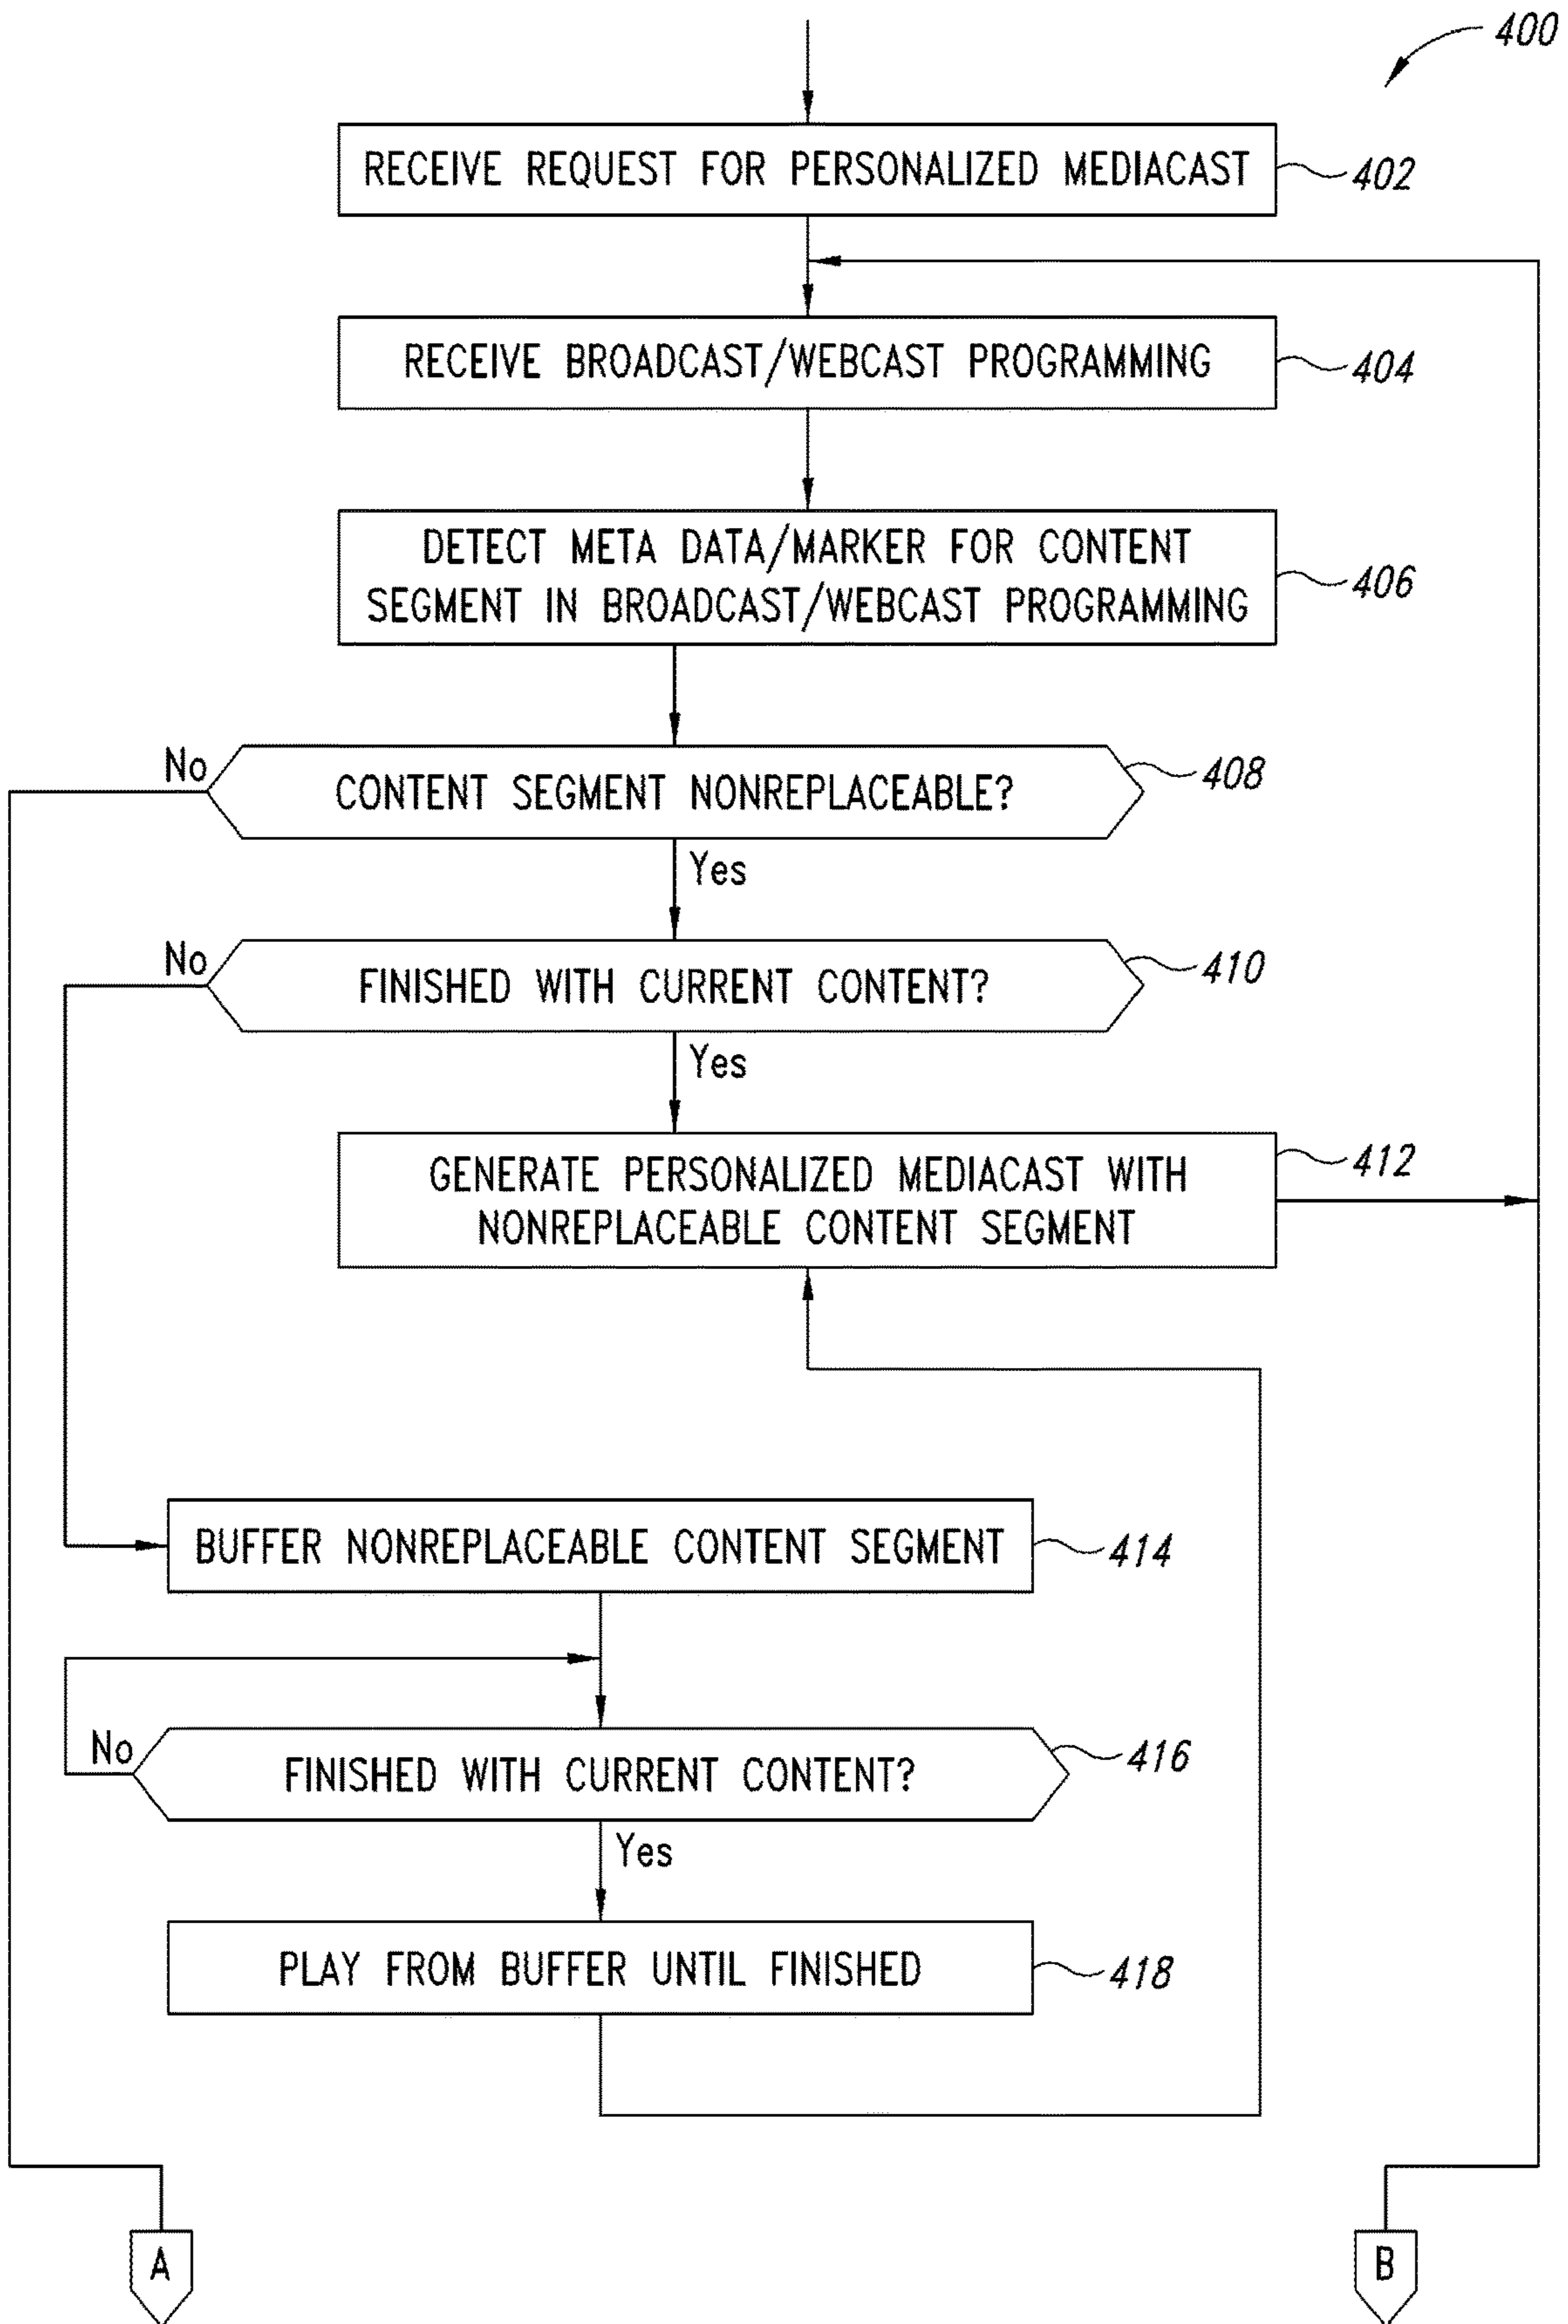 400
RECEIVE REQUEST FOR PERSONALIZED MEDIACAST
402
RECEIVE BROADCAST/WEBCAST PROGRAMMING
404
DETECT META DATA/MARKER FOR CONTENT
SEGMENT IN BROADCAST/WEBCAST PROGRAMMING
406
No
CONTENT SEGMENT NONREPLACEABLE?
408
Yes
No
FINISHED WITH CURRENT CONTENT?
410
Yes
GENERATE PERSONALIZED MEDIACAST WITH
NONREPLACEABLE CONTENT SEGMENT
412
BUFFER NONREPLACEABLE CONTENT SEGMENT
414
No
FINISHED WITH CURRENT CONTENT?
416
Yes
PLAY FROM BUFFER UNTIL FINISHED
418
A
B